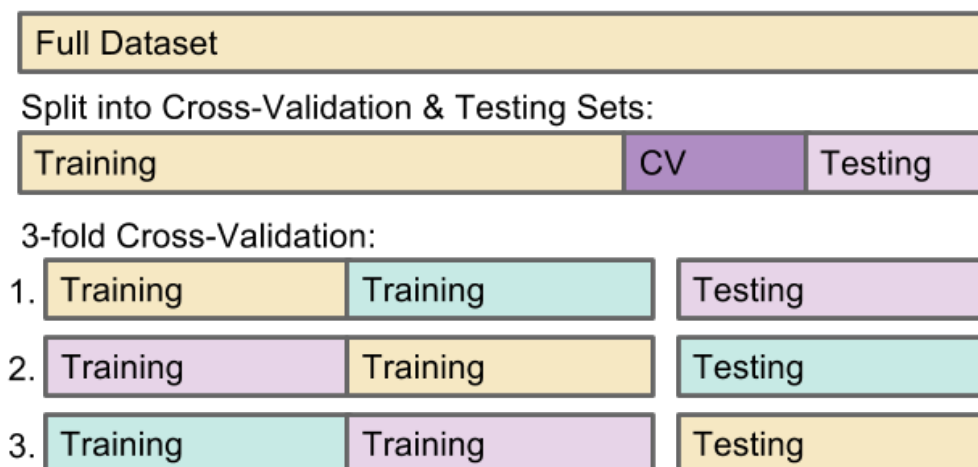 Full Dataset
Split into Cross-Validation & Testing Sets:
Training CV Testing
3-fold Cross-Validation:
1. Training Training Testing
2. Training Training Testing
3. Training Training Testing